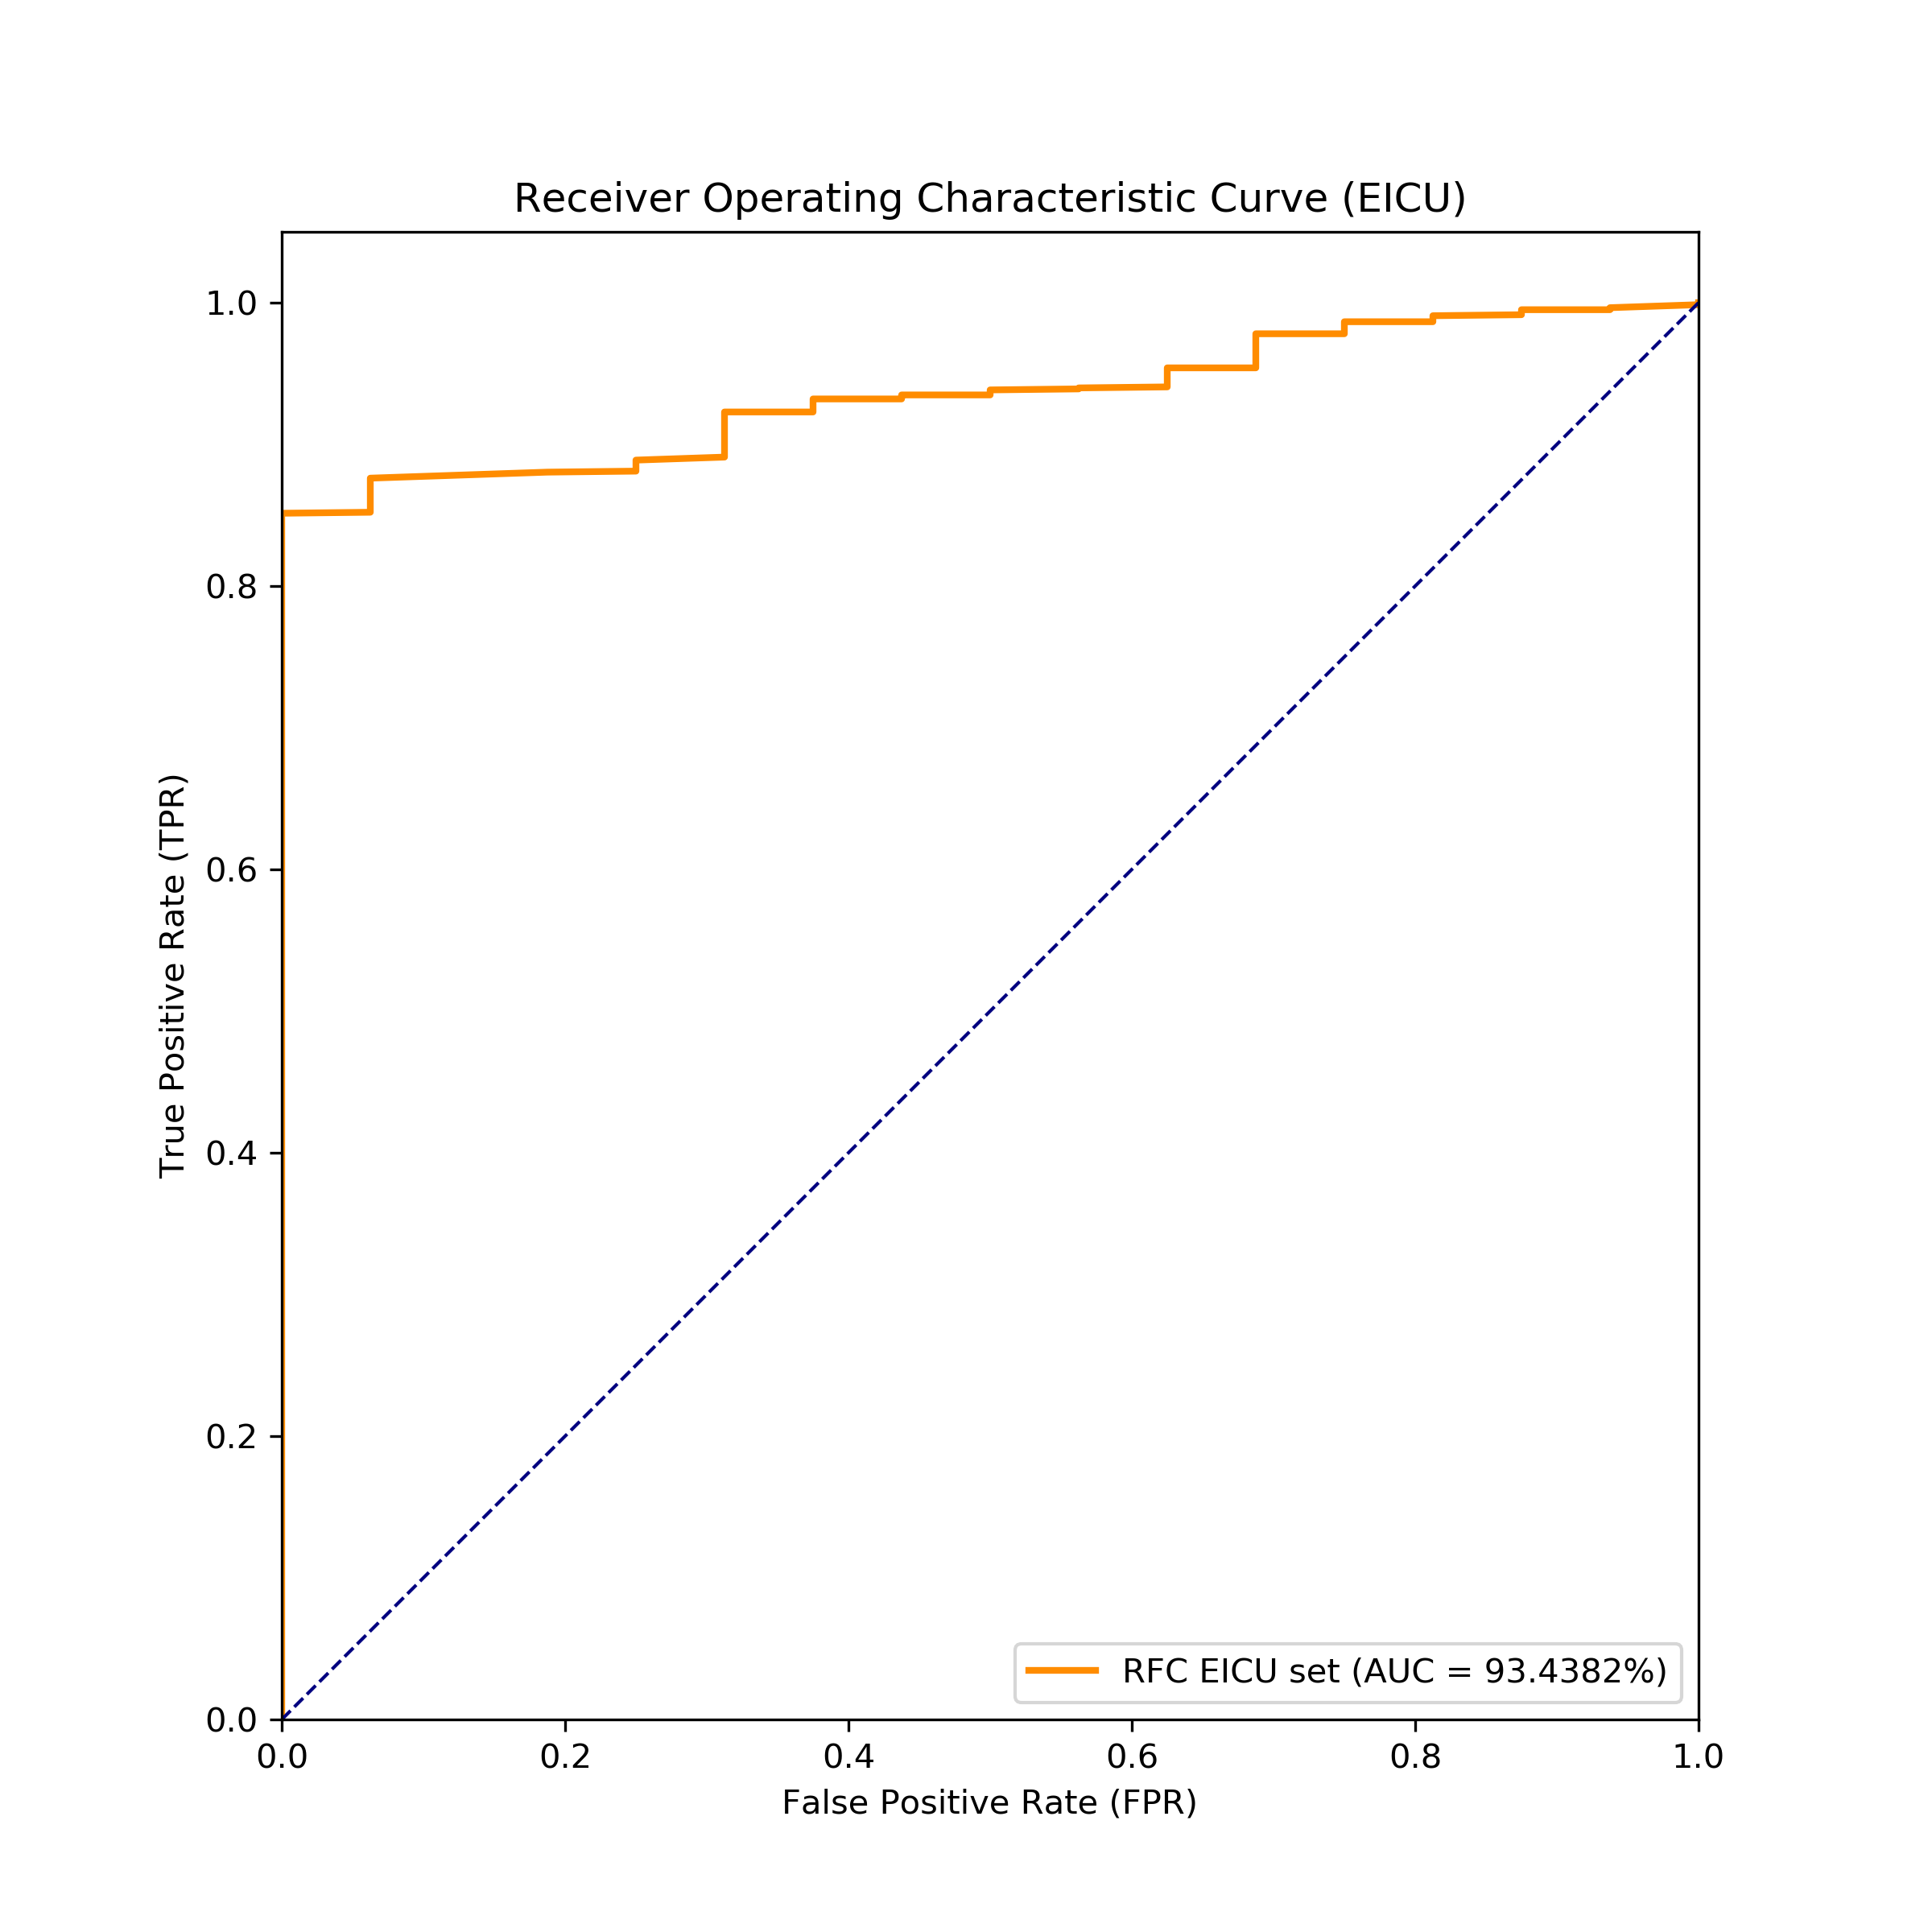 Receiver Operating Characteristic Curve (EICU)
True Positive Rate (TPR)
1.0
0.8
0.6
0.4
0.2
0.0
0.0 0.2 0.4 0.6 0.8 1.0
False Positive Rate (FPR)
RFC EICU set (AUC = 93.4382%)